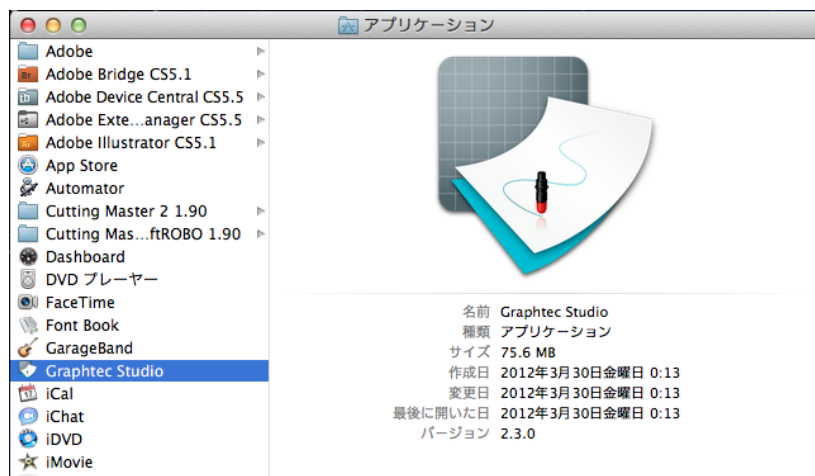 アプリケーション
Adobe
Adobe Bridge CS5.1
Adobe Device Central CS5.5
Adobe Exte...anager CS5.5
Adobe Illustrator CS5.1
App Store
Automator
Cutting Master 2 1.90
Cutting Mas...ftROBO 1.90
Dashboard
DVD プレーヤー
FaceTime
Font Book
GarageBand
Graphtec Studio
iCal
iChat
iDVD
iMovie
名前 Graphtec Studio
種類 アプリケーション
サイズ 75.6 MB
作成日 2012年3月30日金曜日 0:13
変更日 2012年3月30日金曜日 0:13
最後に開いた日 2012年3月30日金曜日 0:13
バージョン 2.3.0